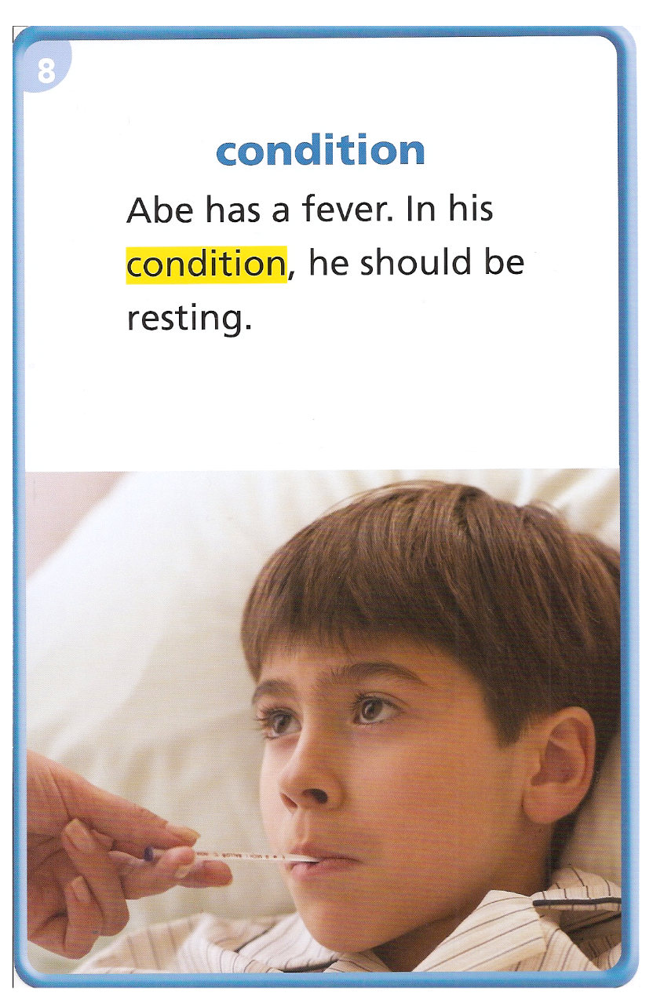 8
condition
Abe has a fever. In his
condition, he should be
resting.